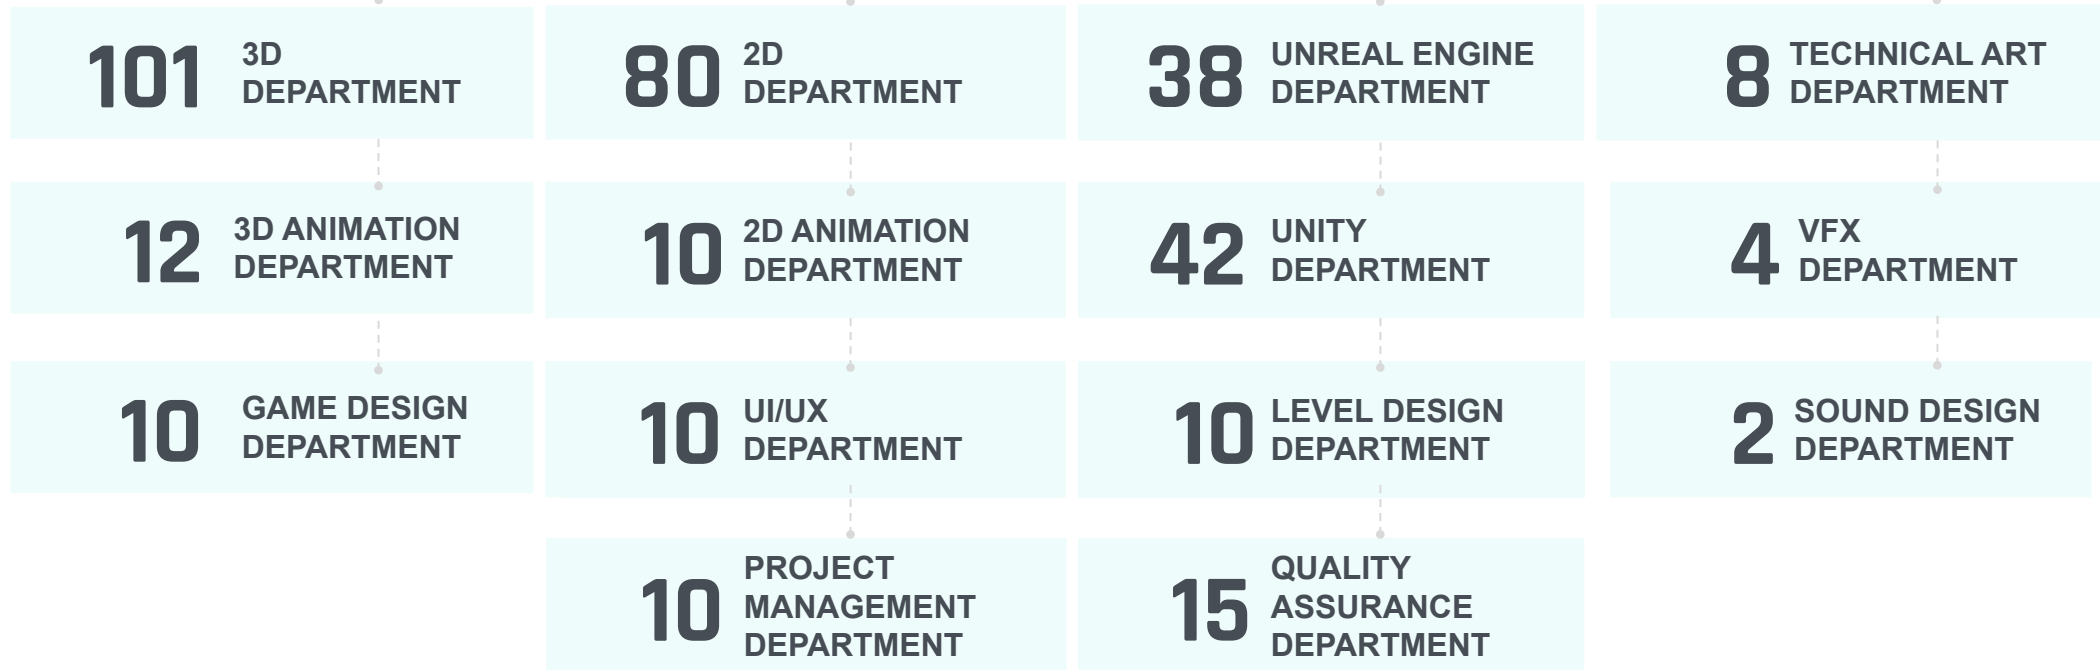 101
3D
DEPARTMENT
80
2D
DEPARTMENT
38
UNREAL ENGINE
DEPARTMENT
8
TECHNICAL ART
DEPARTMENT
12
3D ANIMATION
DEPARTMENT
10
2D ANIMATION
DEPARTMENT
42
UNITY
DEPARTMENT
4
VFX
DEPARTMENT
10
GAME DESIGN
DEPARTMENT
10
UI/UX
DEPARTMENT
10
LEVEL DESIGN
DEPARTMENT
2
SOUND DESIGN
DEPARTMENT
10
PROJECT
MANAGEMENT
DEPARTMENT
15
QUALITY
ASSURANCE
DEPARTMENT